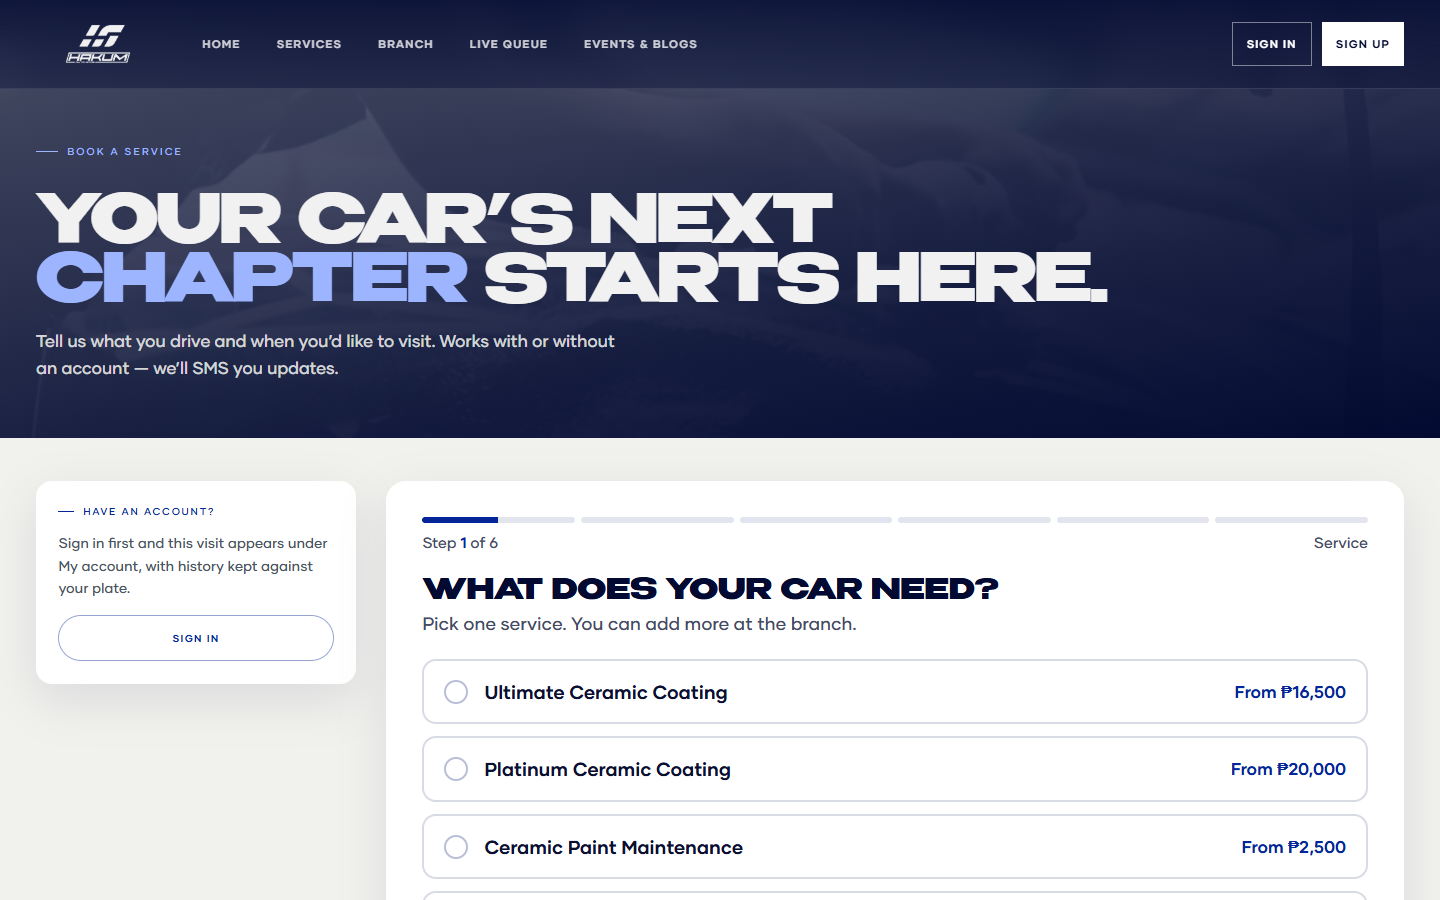 HAKUM
HOME
SERVICES
BRANCH
LIVE QUEUE
EVENTS & BLOGS
SIGN IN
SIGN UP
BOOK A SERVICE
YOUR CAR’S NEXT
CHAPTER STARTS HERE.
Tell us what you drive and when you’d like to visit. Works with or without
an account — we’ll SMS you updates.
HAVE AN ACCOUNT?
Sign in first and this visit appears under
My account, with history kept against
your plate.
SIGN IN
Step 1 of 6
Service
WHAT DOES YOUR CAR NEED?
Pick one service. You can add more at the branch.
Ultimate Ceramic Coating
From ₱16,500
Platinum Ceramic Coating
From ₱20,000
Ceramic Paint Maintenance
From ₱2,500